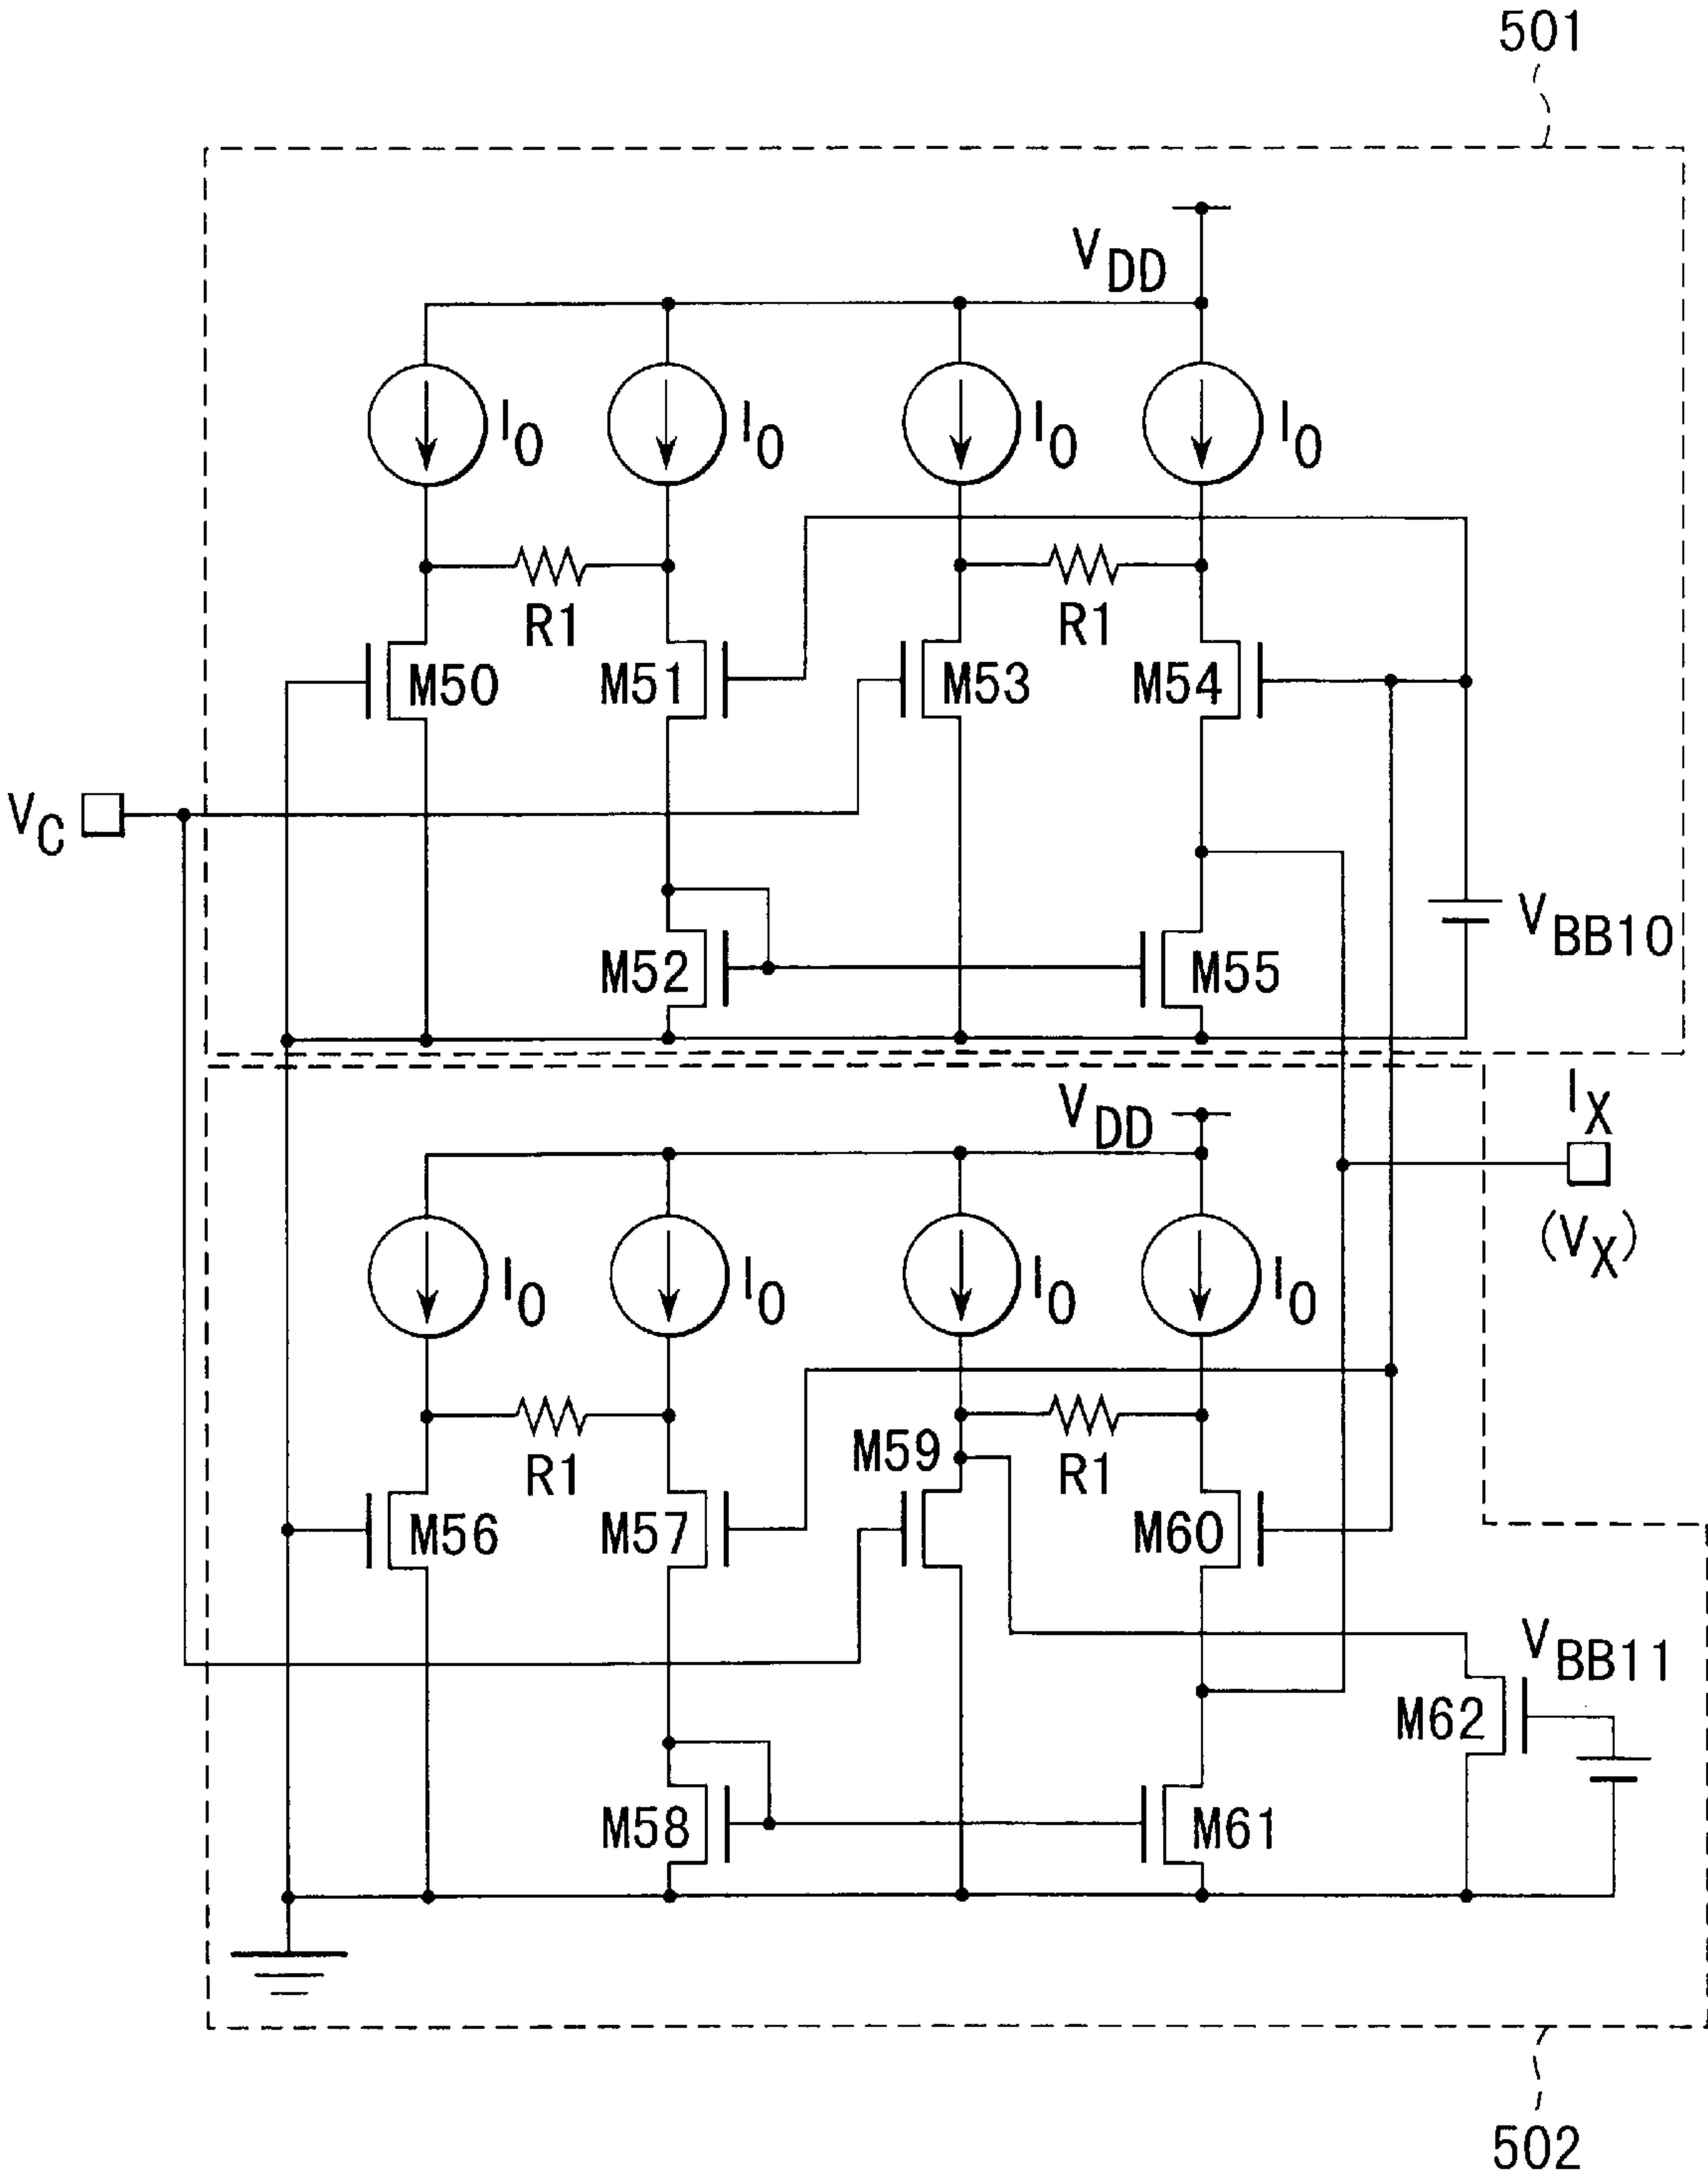 501
VDD
I0 I0 I0 I0
R1 R1
M50 M51 M53 M54
VC
M52 M55 VBB10
VDD
IX
(VX)
I0 I0 I0 I0
M59
R1 R1
M56 M57 M60
VBB11
M62
M58 M61
502